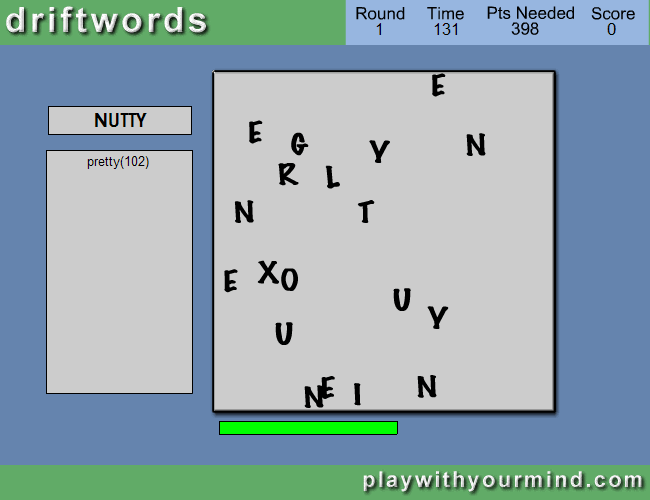 driftwords
Round Time Pts Needed Score
1 131 398 0
NUTTY
pretty(102)
E
E
G Y N
R L
N T
E X O
U
Y
U
N E I N
playwithyourmind.com